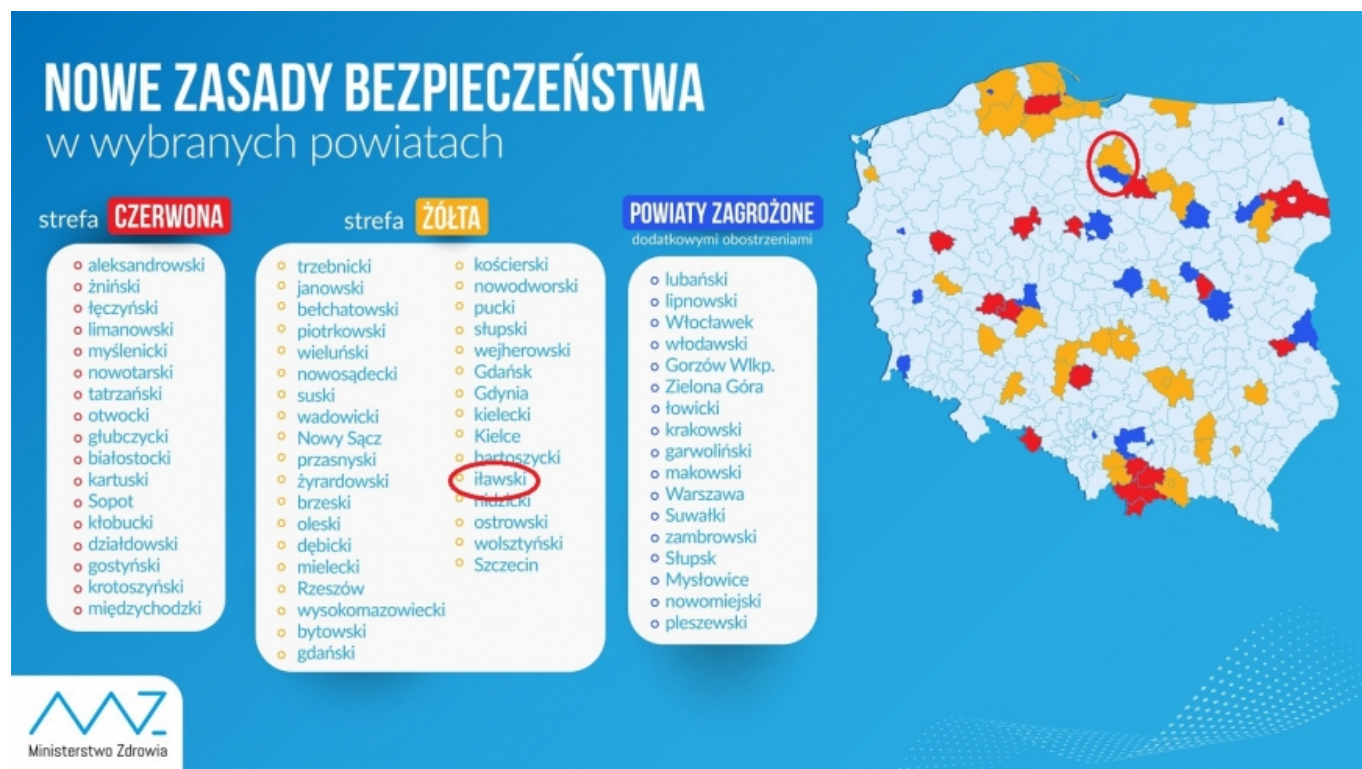 NOWE ZASADY BEZPIECZEŃSTWA
w wybranych powiatach
strefa CZERWONA
aleksandrowski
żniński
łęczyński
limanowski
myślenicki
nowotarski
tatrzański
otwocki
głubczycki
białostocki
kartuski
Sopot
kłobucki
działdowski
gostyński
krotoszyński
międzychodzki
strefa ŻÓŁTA
trzebnicki
janowski
bełchatowski
piotrkowski
wieluński
nowosądecki
suski
wadowicki
Nowy Sącz
przasnyski
żyrardowski
brzeski
oleski
dębicki
mielecki
Rzeszów
wysokomazowiecki
bytowski
gdański
kościerski
nowodworski
pucki
słupski
wejherowski
Gdańsk
Gdynia
kielecki
Kielce
bartoszycki
iławski
nidzicki
ostrowski
wolsztyński
Szczecin
POWIATY ZAGROŻONE
dodatkowymi obostrzeniami
lubański
lipnowski
Włocławek
włodawski
Gorzów Wlkp.
Zielona Góra
łowicki
krakowski
garwoliński
makowski
Warszawa
Suwałki
zambrowski
Słupsk
Mysłowice
nowomiejski
pleszewski
MZ
Ministerstwo Zdrowia